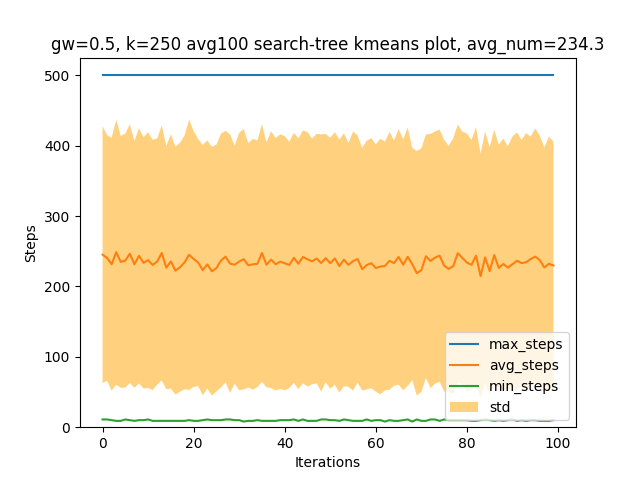 gw=0.5, k=250 avg100 search-tree kmeans plot, avg_num=234.3
500
400
300
200
100
0
Steps
max_steps
avg_steps
min_steps
std
0
20
40
60
80
100
Iterations